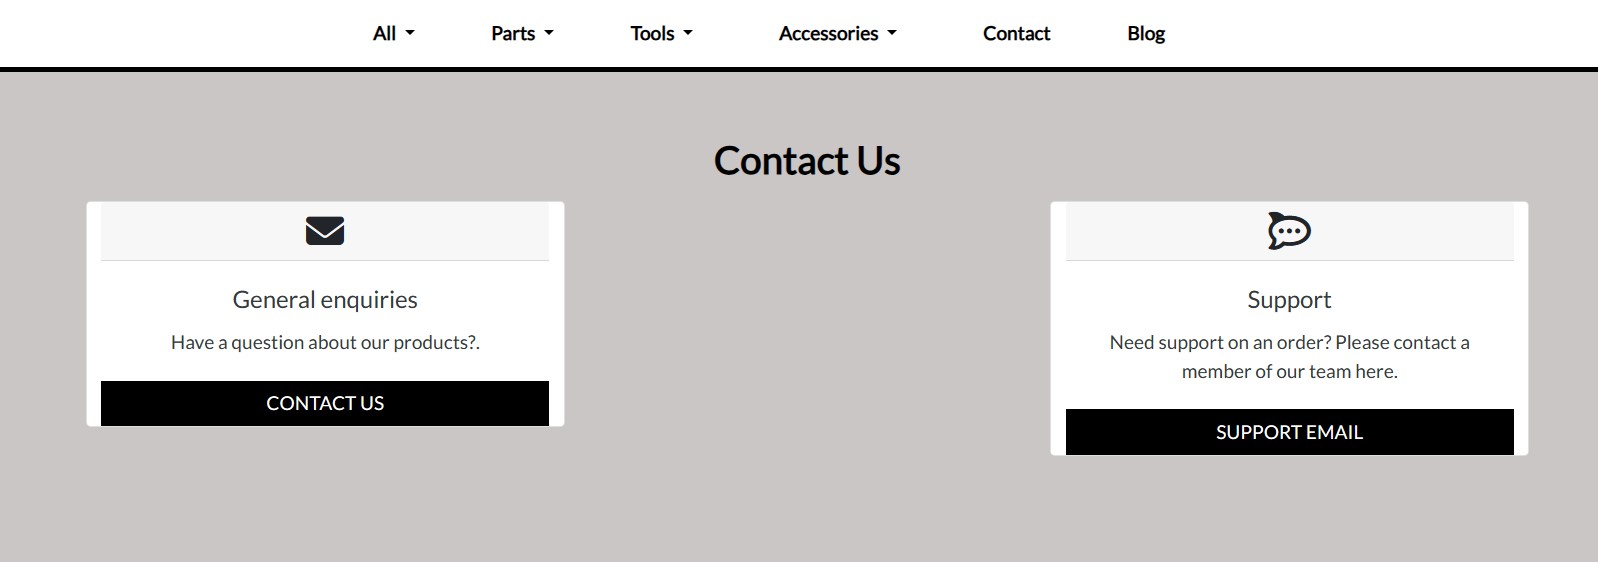 All Parts Tools Accessories Contact Blog
Contact Us
General enquiries
Have a question about our products?.
CONTACT US
Support
Need support on an order? Please contact a
member of our team here.
SUPPORT EMAIL